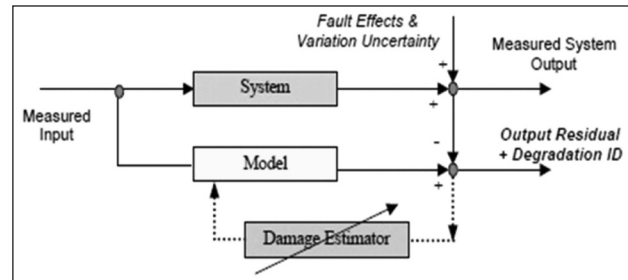 Fault Effects &
Variation Uncertainty
Measured System
Output
+
+
System
Measured
Input
-
+
Model
Output Residual
+ Degradation ID
Damage Estimator